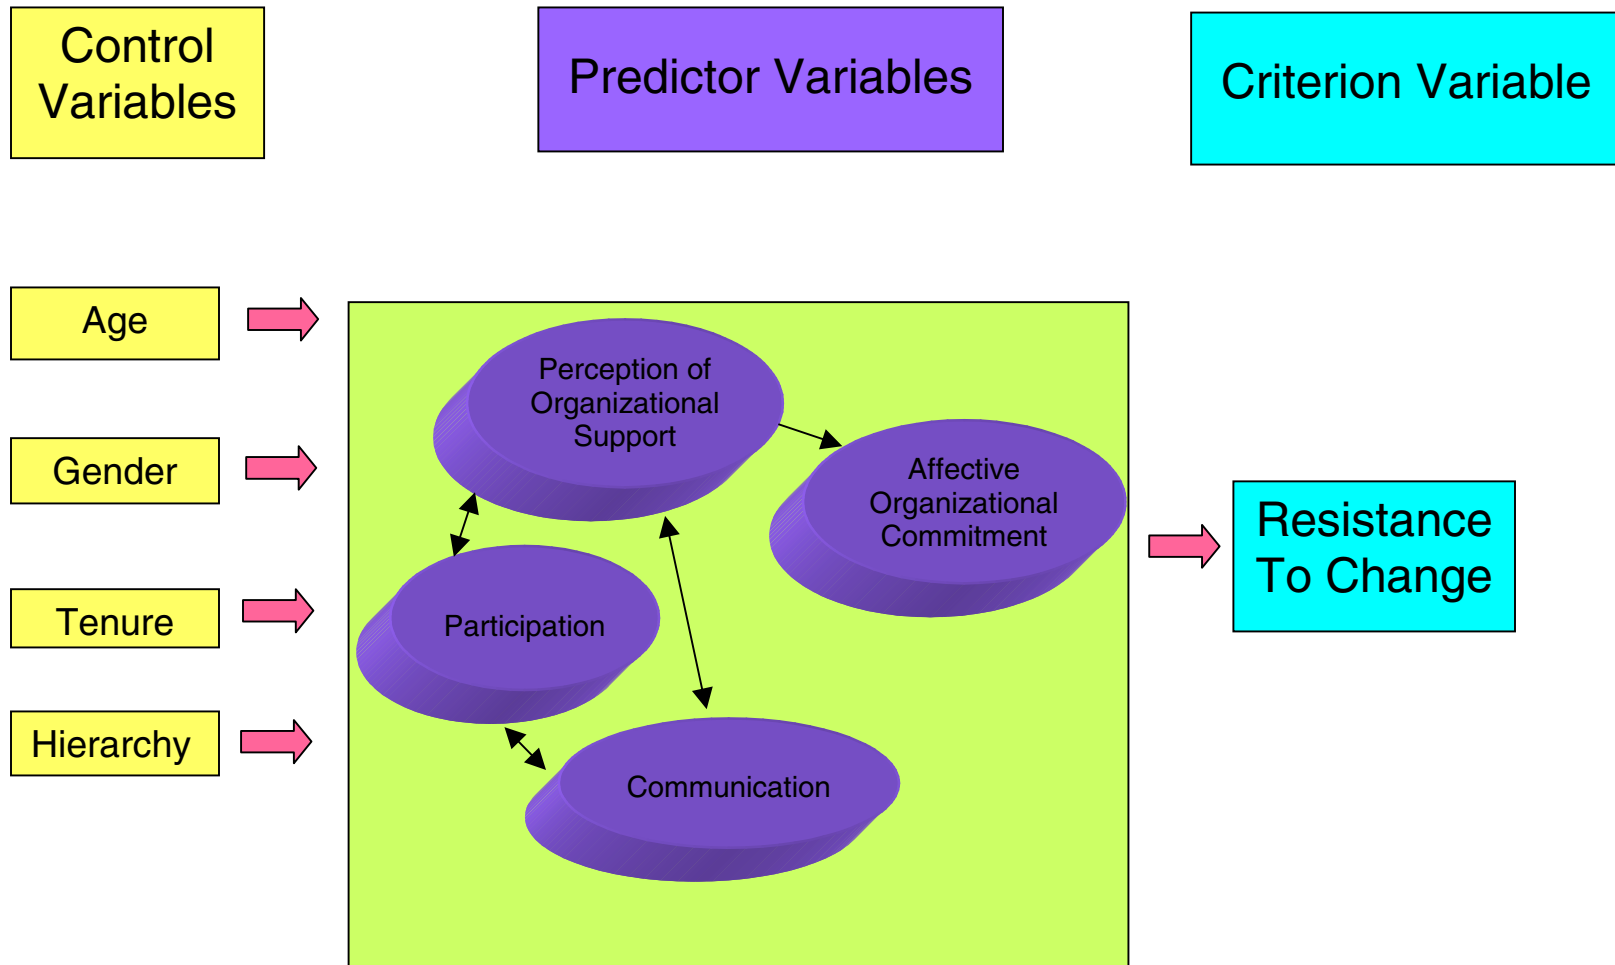 Control
Variables
Predictor Variables
Criterion Variable
Age
Gender
Tenure
Hierarchy
Perception of
Organizational
Support
Affective
Organizational
Commitment
Participation
Communication
Resistance
To Change